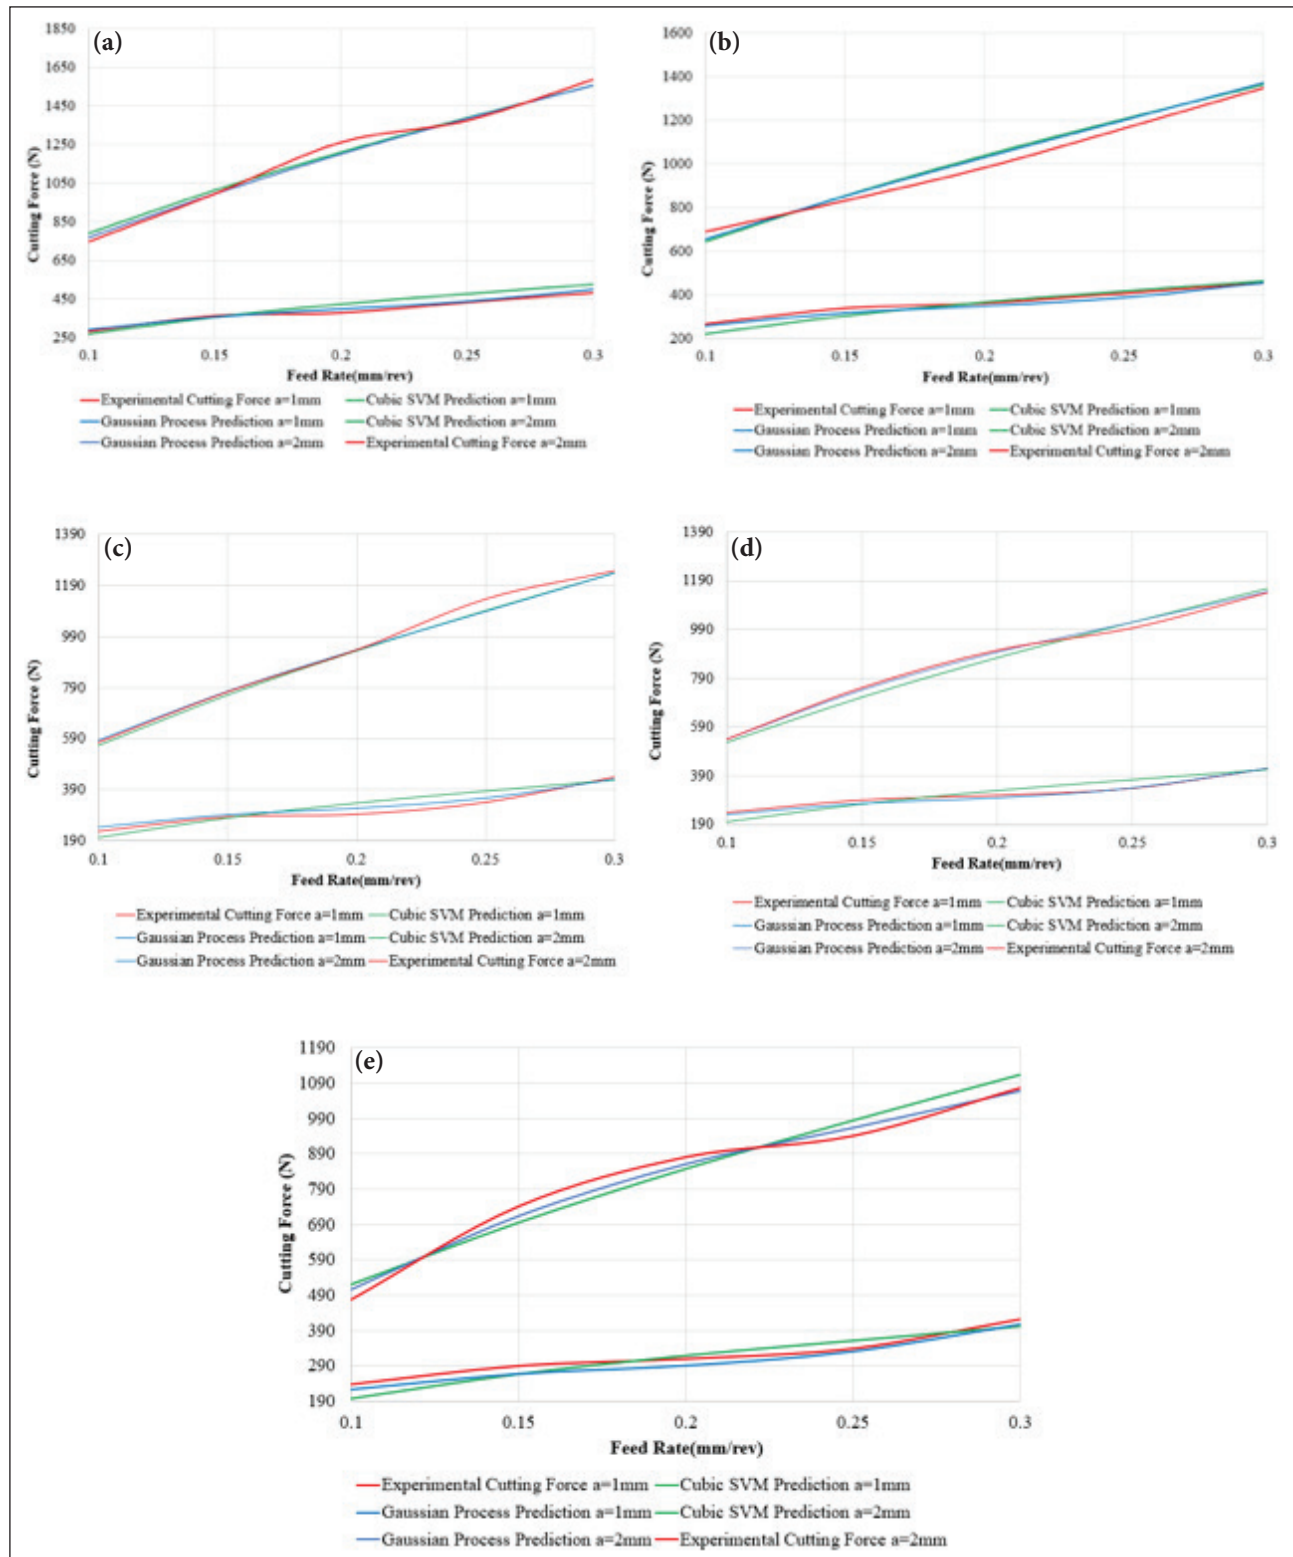 (a)
1850
1650
1450
1250
1050
850
650
450
250
Cutting Force (N)
0.1 0.15 0.2 0.25 0.3
Feed Rate(mm/rev)
Experimental Cutting Force a=1mm Cubic SVM Prediction a=1mm
Gaussian Process Prediction a=1mm Cubic SVM Prediction a=2mm
Gaussian Process Prediction a=2mm Experimental Cutting Force a=2mm
(b)
1600
1400
1200
1000
800
600
400
200
Cutting Force (N)
0.1 0.15 0.2 0.25 0.3
Feed Rate(mm/rev)
Experimental Cutting Force a=1mm Cubic SVM Prediction a=1mm
Gaussian Process Prediction a=1mm Cubic SVM Prediction a=2mm
Gaussian Process Prediction a=2mm Experimental Cutting Force a=2mm
(c)
1390
1190
990
790
590
390
190
Cutting Force (N)
0.1 0.15 0.2 0.25 0.3
Feed Rate(mm/rev)
Experimental Cutting Force a=1mm Cubic SVM Prediction a=1mm
Gaussian Process Prediction a=1mm Cubic SVM Prediction a=2mm
Gaussian Process Prediction a=2mm Experimental Cutting Force a=2mm
(d)
1390
1190
990
790
590
390
190
Cutting Force (N)
0.1 0.15 0.2 0.25 0.3
Feed Rate(mm/rev)
Experimental Cutting Force a=1mm Cubic SVM Prediction a=1mm
Gaussian Process Prediction a=1mm Cubic SVM Prediction a=2mm
Gaussian Process Prediction a=2mm Experimental Cutting Force a=2mm
(e)
1190
1090
990
890
790
690
590
490
390
290
190
Cutting Force (N)
0.1 0.15 0.2 0.25 0.3
Feed Rate(mm/rev)
Experimental Cutting Force a=1mm Cubic SVM Prediction a=1mm
Gaussian Process Prediction a=1mm Cubic SVM Prediction a=2mm
Gaussian Process Prediction a=2mm Experimental Cutting Force a=2mm